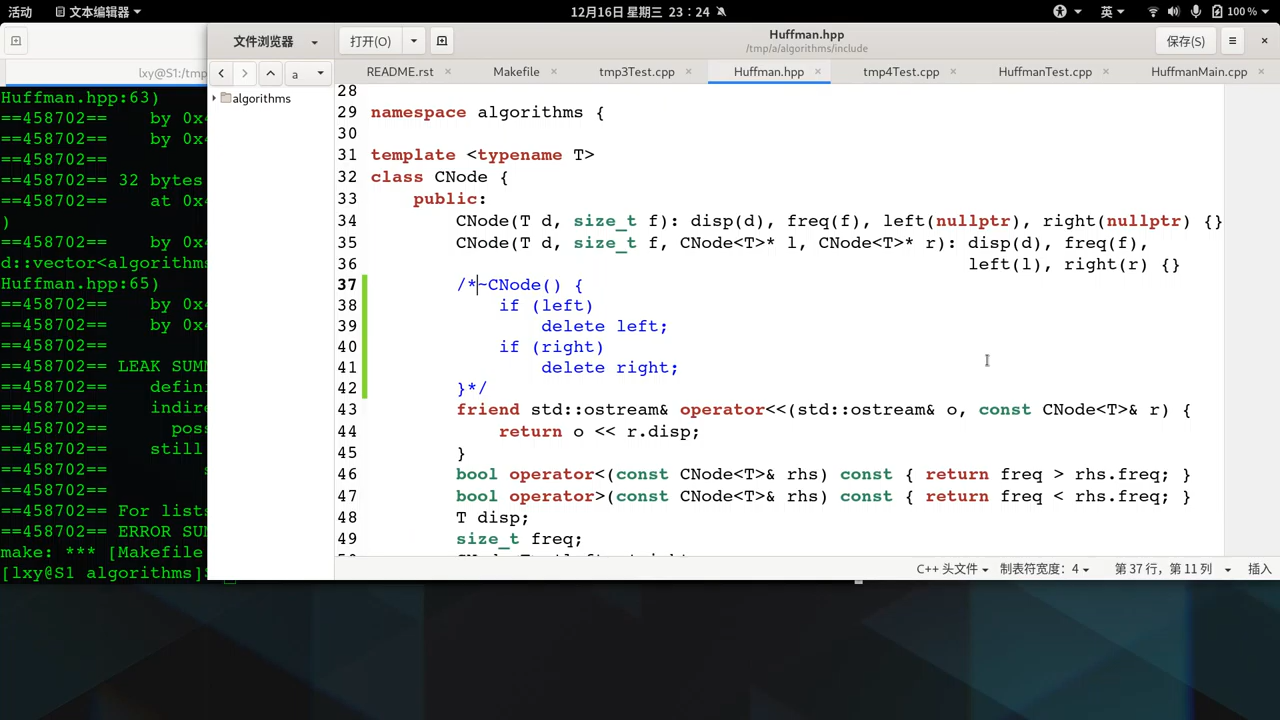 活动 文本编辑器 12月16日 星期三 23：24 英 100 %
文件浏览器 打开(O) Huffman.hpp 保存(S)
/tmp/a/algorithms/include
lxy@S1:/tmp
a README.rst Makefile tmp3Test.cpp Huffman.hpp tmp4Test.cpp HuffmanTest.cpp HuffmanMain.cpp
algorithms
Huffman.hpp:63)
==458702== by 0x4
==458702== by 0x4
==458702==
==458702== 32 bytes
==458702== at 0x4
)
==458702== by 0x4
d::vector<algorithms
Huffman.hpp:65)
==458702== by 0x4
==458702== by 0x4
==458702==
==458702== LEAK SUMM
==458702== defin
==458702== indire
==458702== poss
==458702== still
==458702== s
==458702==
==458702== For lists
==458702== ERROR SUM
make: *** [Makefile
[lxy@S1 algorithms]$
28
29 namespace algorithms {
30
31 template <typename T>
32 class CNode {
33 public:
34 CNode(T d, size_t f): disp(d), freq(f), left(nullptr), right(nullptr) {}
35 CNode(T d, size_t f, CNode<T>* l, CNode<T>* r): disp(d), freq(f),
36 left(l), right(r) {}
37 /*~CNode() {
38 if (left)
39 delete left;
40 if (right)
41 delete right;
42 }*/
43 friend std::ostream& operator<<(std::ostream& o, const CNode<T>& r) {
44 return o << r.disp;
45 }
46 bool operator<(const CNode<T>& rhs) const { return freq > rhs.freq; }
47 bool operator>(const CNode<T>& rhs) const { return freq < rhs.freq; }
48 T disp;
49 size_t freq;
C++ 头文件 制表符宽度：4 第 37 行，第 11 列 插入